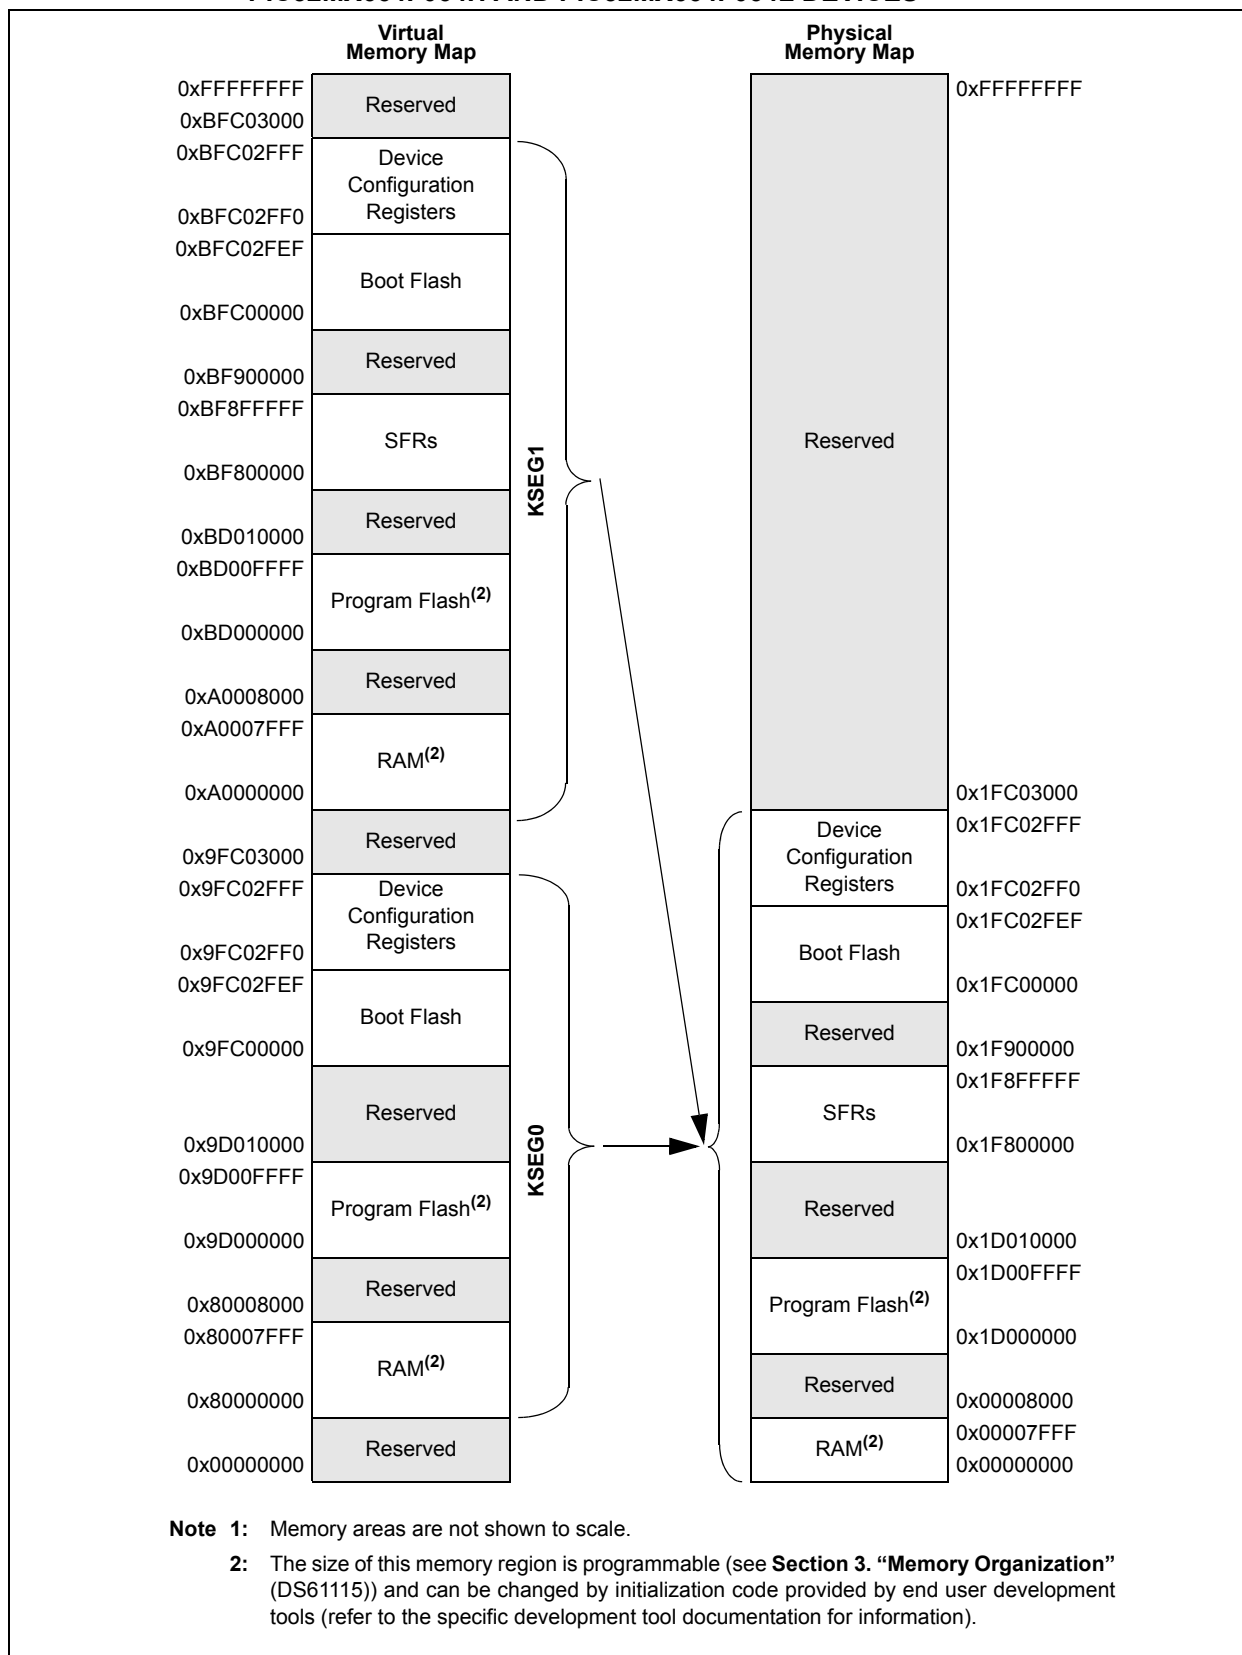 Virtual
Memory Map
0xFFFFFFFF
Reserved
0xBFC03000
0xBFC02FFF
Device
Configuration
Registers
0xBFC02FF0
0xBFC02FEF
Boot Flash
0xBFC00000
Reserved
0xBF900000
0xBF8FFFFF
SFRs
0xBF800000
Reserved
0xBD010000
0xBD00FFFF
Program Flash(2)
0xBD000000
Reserved
0xA0008000
0xA0007FFF
RAM(2)
0xA0000000
KSEG1
Reserved
0x9FC03000
0x9FC02FFF
Device
Configuration
Registers
0x9FC02FF0
0x9FC02FEF
Boot Flash
0x9FC00000
Reserved
0x9D010000
0x9D00FFFF
Program Flash(2)
0x9D000000
Reserved
0x80008000
0x80007FFF
RAM(2)
0x80000000
KSEG0
Reserved
0x00000000
Physical
Memory Map
0xFFFFFFFF
Reserved
0x1FC03000
0x1FC02FFF
Device
Configuration
Registers
0x1FC02FF0
0x1FC02FEF
Boot Flash
0x1FC00000
Reserved
0x1F900000
0x1F8FFFFF
SFRs
0x1F800000
Reserved
0x1D010000
0x1D00FFFF
Program Flash(2)
0x1D000000
Reserved
0x00008000
0x00007FFF
RAM(2)
0x00000000
Note 1: Memory areas are not shown to scale.
2: The size of this memory region is programmable (see Section 3. “Memory Organization”
(DS61115)) and can be changed by initialization code provided by end user development
tools (refer to the specific development tool documentation for information).